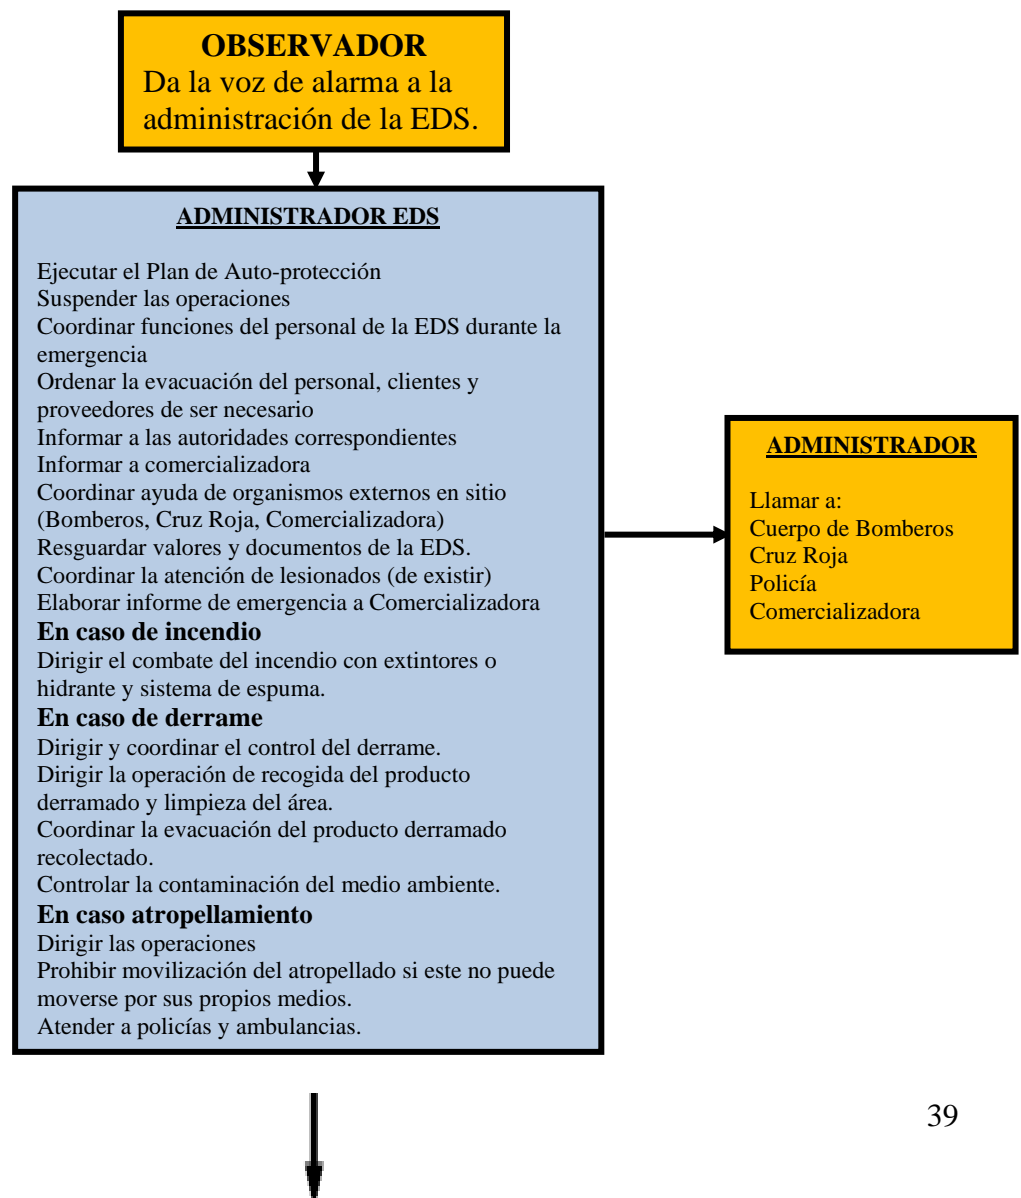 OBSERVADOR
Da la voz de alarma a la
administración de la EDS.
ADMINISTRADOR EDS
Ejecutar el Plan de Auto-protección
Suspender las operaciones
Coordinar funciones del personal de la EDS durante la
emergencia
Ordenar la evacuación del personal, clientes y
proveedores de ser necesario
Informar a las autoridades correspondientes
Informar a comercializadora
Coordinar ayuda de organismos externos en sitio
(Bomberos, Cruz Roja, Comercializadora)
Resguardar valores y documentos de la EDS.
Coordinar la atención de lesionados (de existir)
Elaborar informe de emergencia a Comercializadora
En caso de incendio
Dirigir el combate del incendio con extintores o
hidrante y sistema de espuma.
En caso de derrame
Dirigir y coordinar el control del derrame.
Dirigir la operación de recogida del producto
derramado y limpieza del área.
Coordinar la evacuación del producto derramado
recolectado.
Controlar la contaminación del medio ambiente.
En caso atropellamiento
Dirigir las operaciones
Prohibir movilización del atropellado si este no puede
moverse por sus propios medios.
Atender a policías y ambulancias.
ADMINISTRADOR
Llamar a:
Cuerpo de Bomberos
Cruz Roja
Policía
Comercializadora
39